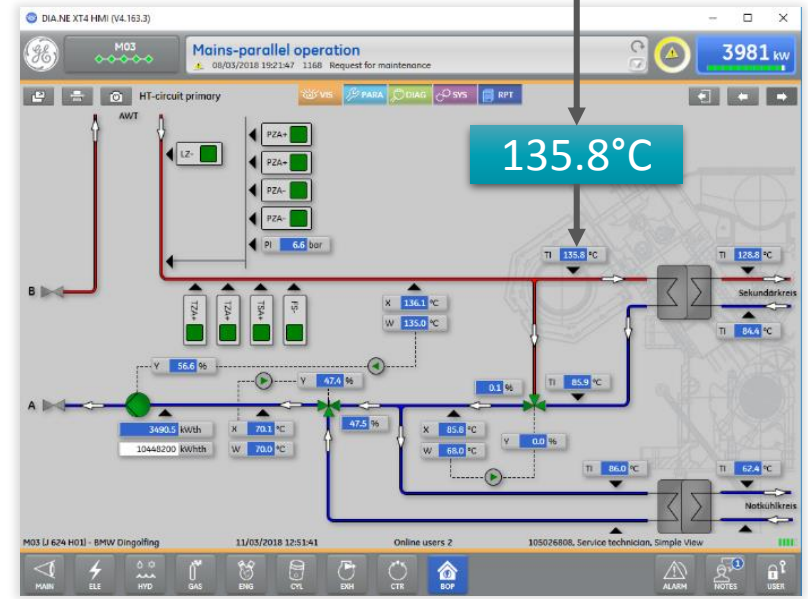 DIA.NE XT4 HMI (V4.163.3)
M03
Mains-parallel operation
08/03/2018 19:21:47 1168 Request for maintenance
3981 kW
HT-circuit primary
VIS
PARA
DIAG
SYS
RPT
AWT
LZ-
PZA+
PZA+
PZA-
PZA-
PI 6.6 bar
135.8°C
TI 135.8 °C
TI 128.8 °C
B
Sekundärkreis
TZA+
TZA+
TSA+
FS-
X 136.1 °C
W 135.0 °C
TI 84.4 °C
Y 56.6 %
Y 47.4 %
0.1 %
TI 85.9 °C
A
3490.5 kWth
10448200 kWhth
X 70.1 °C
W 70.0 °C
47.5 %
X 85.8 °C
W 68.0 °C
Y 0.0 %
TI 86.0 °C
TI 62.4 °C
Notkühlkreis
M03 (J 624 H01) - BMW Dingolfing
11/03/2018 12:51:41
Online users 2
105026808, Service technician, Simple View
MAIN
ELE
HYD
GAS
ENG
CYL
EXH
CTR
BOP
ALARM
1
NOTES
USER